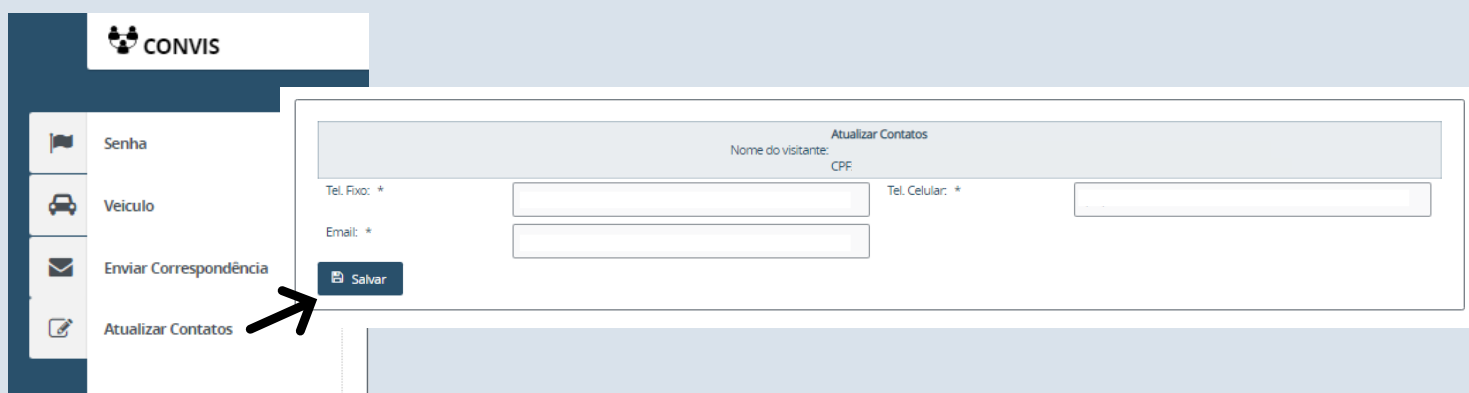 CONVIS
Senha
Veiculo
Enviar Correspondência
Atualizar Contatos
Atualizar Contatos
Nome do visitante:
CPF
Tel. Fixo: *
Tel. Celular: *
Email: *
Salvar